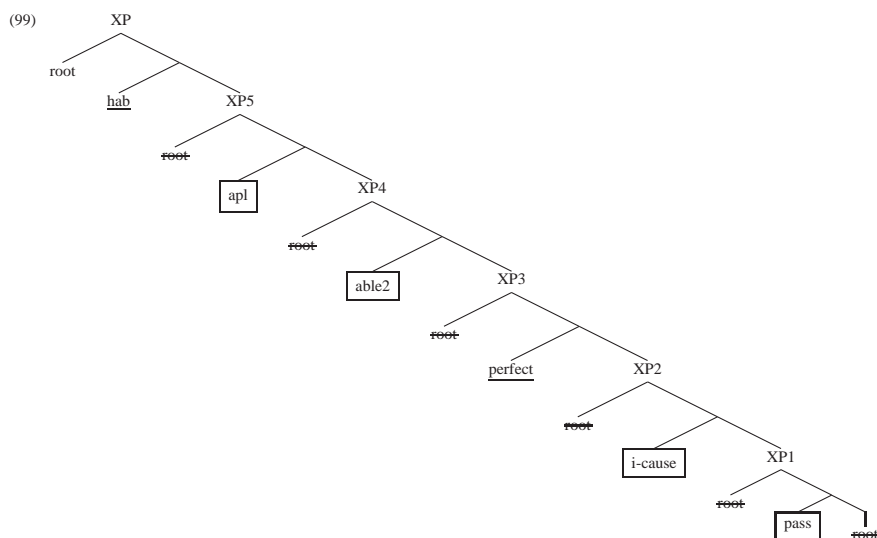 (99) XP
root
hab
XP5
root
apl
XP4
root
able2
XP3
root
perfect
XP2
root
i-cause
XP1
root
pass
root